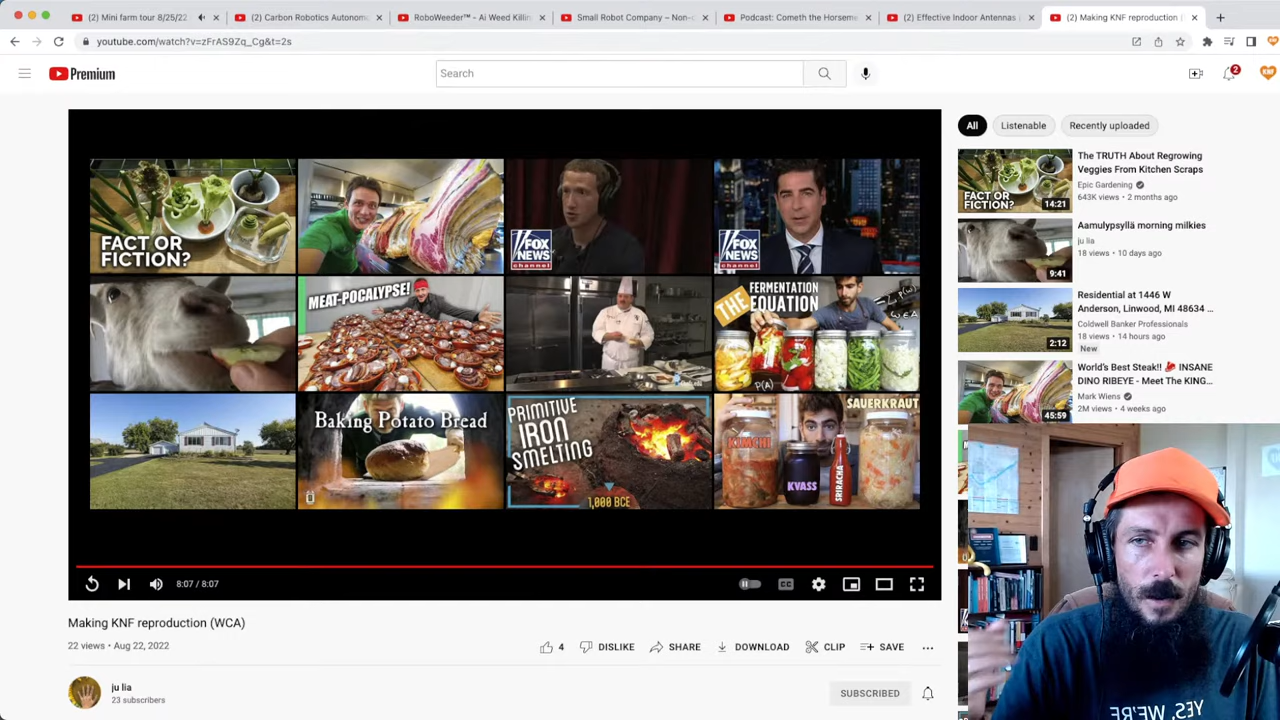 (2) Mini farm tour 8/25/22
(2) Carbon Robotics Autonom
RoboWeeder™ - Ai Weed Killin
Small Robot Company – Non-
Podcast: Cometh the Horsem
(2) Effective Indoor Antennas
(2) Making KNF reproduction
youtube.com/watch?v=zFrAS9Zq_Cg&t=2s
Premium
Search
2
KNF
All
Listenable
Recently uploaded
FACT OR
FICTION?
FOX
NEWS
channel
FOX
NEWS
channel
MEAT-POCALYPSE!
THE FERMENTATION
EQUATION
P(A)
Baking Potato Bread
PRIMITIVE
IRON
SMELTING
1,000 BCE
SAUERKRAUT
KIMCHI
KVASS
SRIRACHA
FACT OR
FICTION?
14:21
The TRUTH About Regrowing
Veggies From Kitchen Scraps
Epic Gardening
643K views • 2 months ago
9:41
Aamulypsyllä morning milkies
ju lia
18 views • 10 days ago
2:12
Residential at 1446 W
Anderson, Linwood, MI 48634 ...
Coldwell Banker Professionals
18 views • 14 hours ago
New
45:59
World's Best Steak!! INSANE
DINO RIBEYE - Meet The KING...
Mark Wiens
2M views • 4 weeks ago
8:07 / 8:07
CC
Making KNF reproduction (WCA)
22 views • Aug 22, 2022
4
DISLIKE
SHARE
DOWNLOAD
CLIP
SAVE
ju lia
23 subscribers
SUBSCRIBED
YES, WE'RE